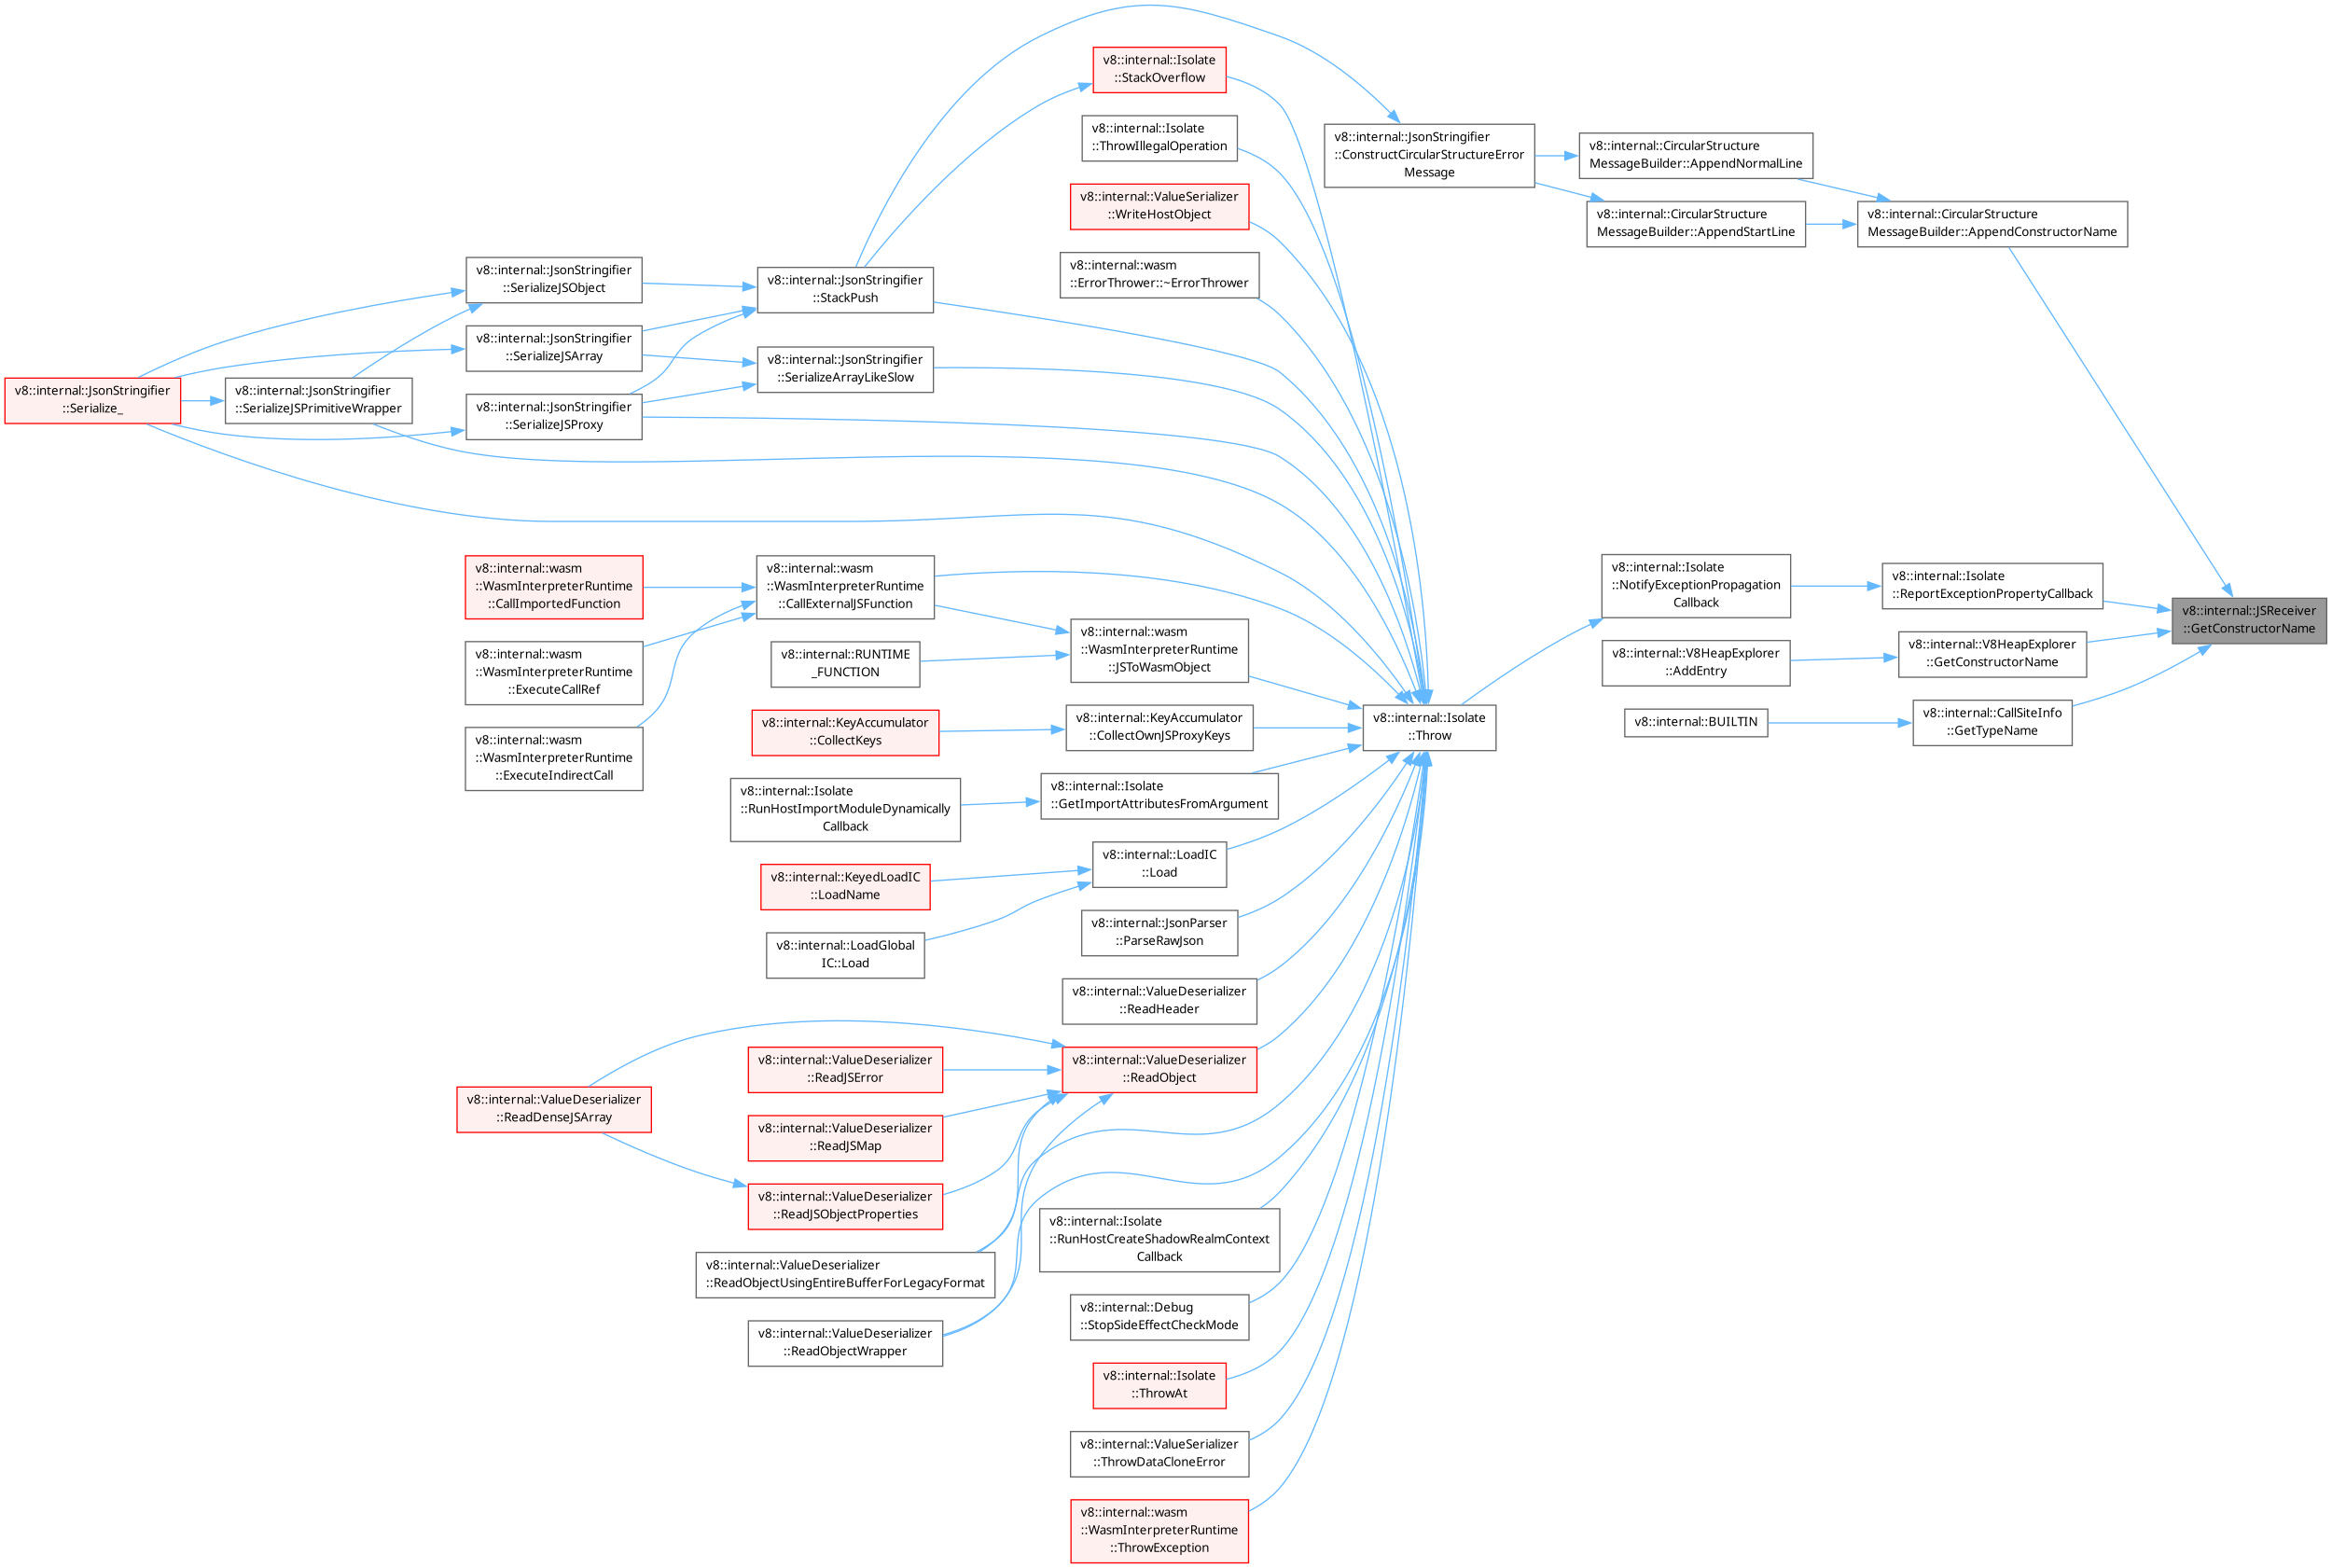 v8::internal::Isolate
::StackOverflow
v8::internal::Isolate
::ThrowIllegalOperation
v8::internal::JsonStringifier
::ConstructCircularStructureError
Message
v8::internal::CircularStructure
MessageBuilder::AppendNormalLine
v8::internal::ValueSerializer
::WriteHostObject
v8::internal::CircularStructure
MessageBuilder::AppendStartLine
v8::internal::CircularStructure
MessageBuilder::AppendConstructorName
v8::internal::wasm
::ErrorThrower::~ErrorThrower
v8::internal::JsonStringifier
::SerializeJSObject
v8::internal::JsonStringifier
::StackPush
v8::internal::JsonStringifier
::SerializeJSArray
v8::internal::JsonStringifier
::SerializeArrayLikeSlow
v8::internal::JsonStringifier
::Serialize_
v8::internal::JsonStringifier
::SerializeJSPrimitiveWrapper
v8::internal::JsonStringifier
::SerializeJSProxy
v8::internal::wasm
::WasmInterpreterRuntime
::CallImportedFunction
v8::internal::wasm
::WasmInterpreterRuntime
::CallExternalJSFunction
v8::internal::Isolate
::NotifyExceptionPropagation
Callback
v8::internal::Isolate
::ReportExceptionPropertyCallback
v8::internal::JSReceiver
::GetConstructorName
v8::internal::wasm
::WasmInterpreterRuntime
::ExecuteCallRef
v8::internal::RUNTIME
_FUNCTION
v8::internal::wasm
::WasmInterpreterRuntime
::JSToWasmObject
v8::internal::V8HeapExplorer
::AddEntry
v8::internal::V8HeapExplorer
::GetConstructorName
v8::internal::wasm
::WasmInterpreterRuntime
::ExecuteIndirectCall
v8::internal::KeyAccumulator
::CollectKeys
v8::internal::KeyAccumulator
::CollectOwnJSProxyKeys
v8::internal::Isolate
::Throw
v8::internal::BUILTIN
v8::internal::CallSiteInfo
::GetTypeName
v8::internal::Isolate
::RunHostImportModuleDynamically
Callback
v8::internal::Isolate
::GetImportAttributesFromArgument
v8::internal::KeyedLoadIC
::LoadName
v8::internal::LoadIC
::Load
v8::internal::LoadGlobal
IC::Load
v8::internal::JsonParser
::ParseRawJson
v8::internal::ValueDeserializer
::ReadHeader
v8::internal::ValueDeserializer
::ReadDenseJSArray
v8::internal::ValueDeserializer
::ReadJSError
v8::internal::ValueDeserializer
::ReadObject
v8::internal::ValueDeserializer
::ReadJSMap
v8::internal::ValueDeserializer
::ReadJSObjectProperties
v8::internal::ValueDeserializer
::ReadObjectUsingEntireBufferForLegacyFormat
v8::internal::Isolate
::RunHostCreateShadowRealmContext
Callback
v8::internal::ValueDeserializer
::ReadObjectWrapper
v8::internal::Debug
::StopSideEffectCheckMode
v8::internal::Isolate
::ThrowAt
v8::internal::ValueSerializer
::ThrowDataCloneError
v8::internal::wasm
::WasmInterpreterRuntime
::ThrowException